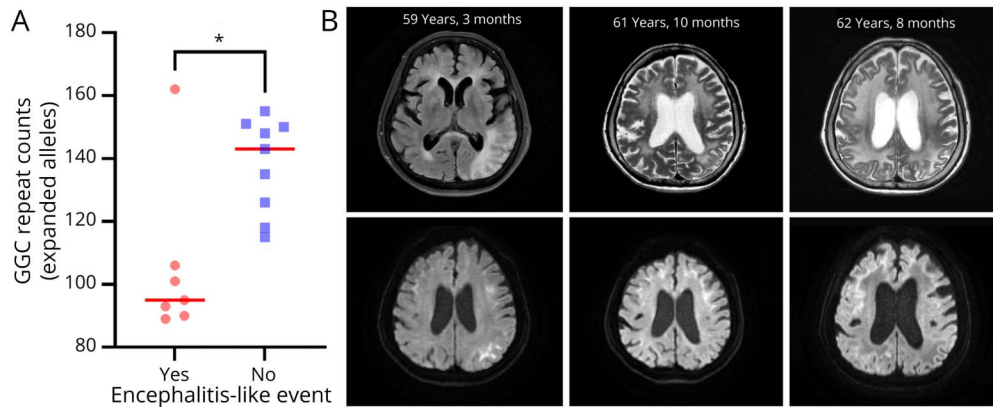 A
GGC repeat counts
(expanded alleles)
180
160
140
120
100
80
*
Yes
No
Encephalitis-like event
B
59 Years, 3 months
61 Years, 10 months
62 Years, 8 months